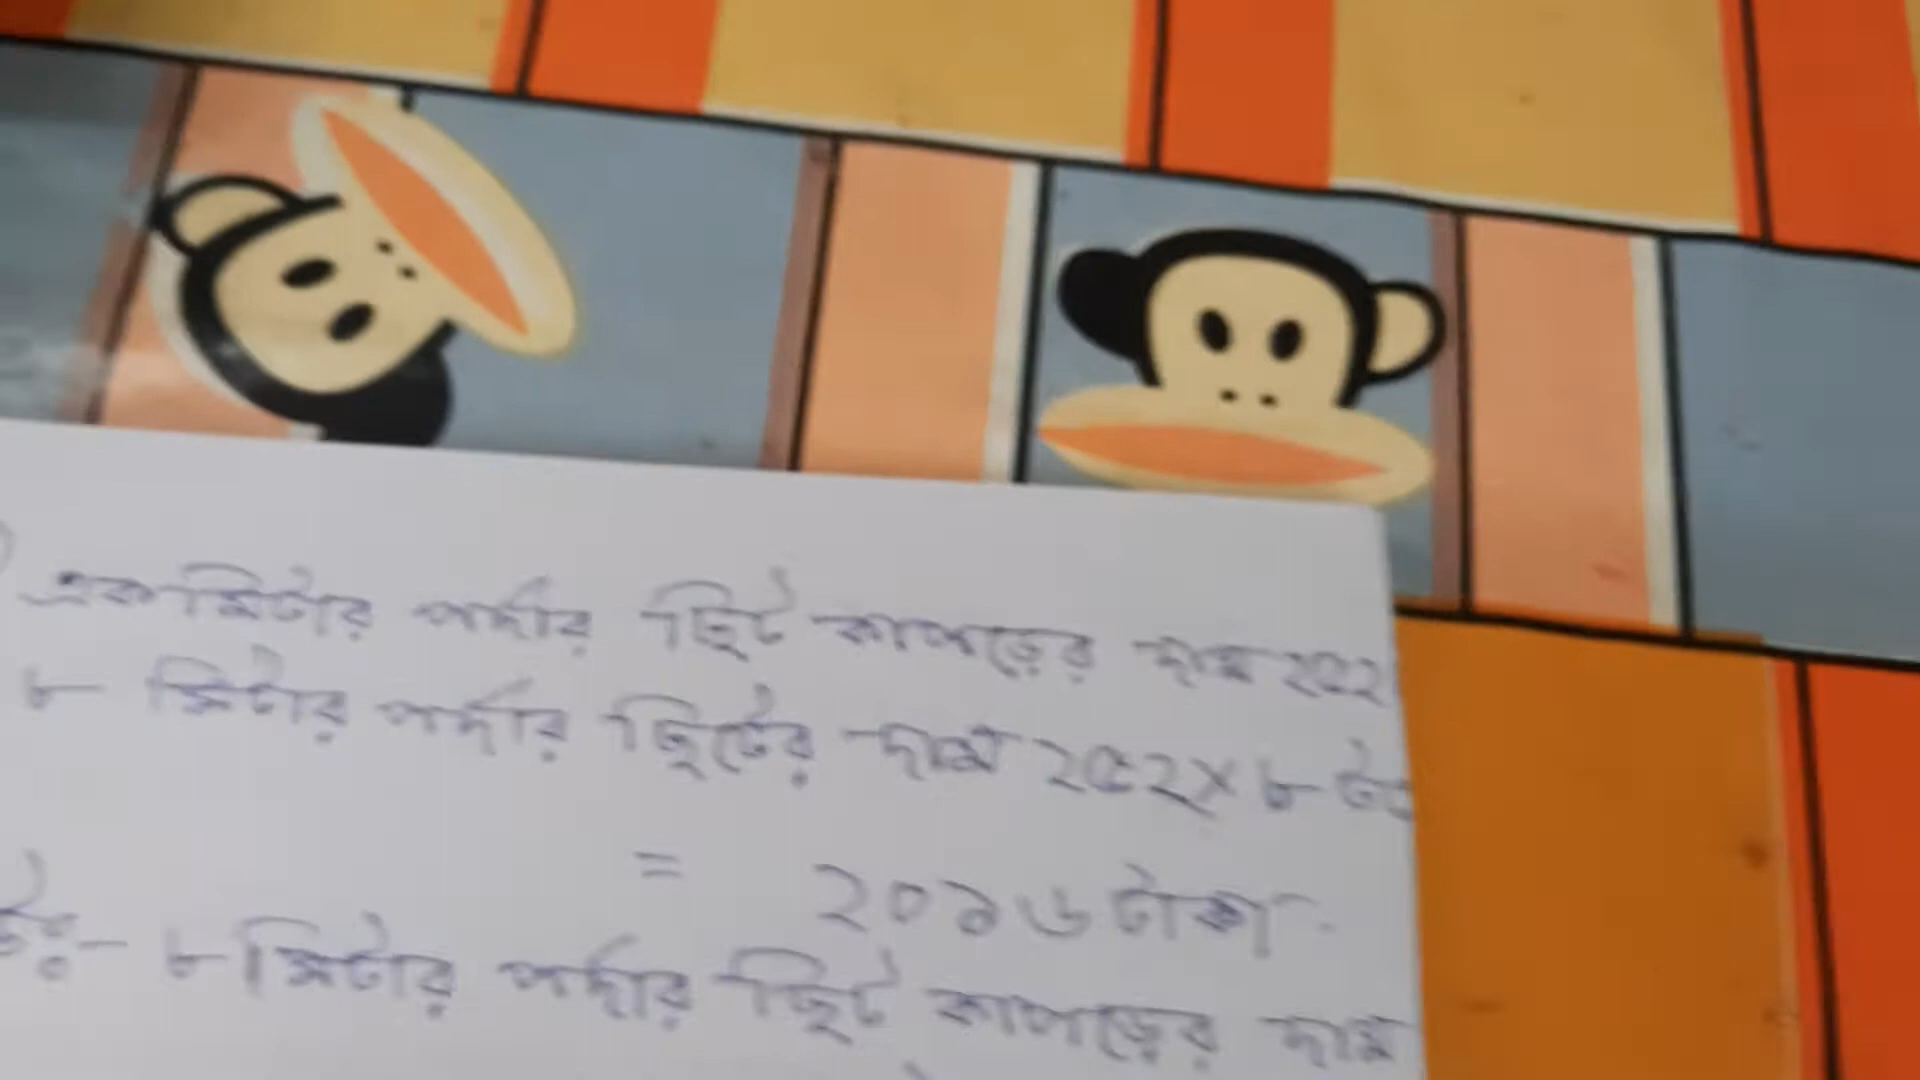 একমিটার পর্দার ছিট কাপড়ের দাম ২৫২
৮ মিটার পর্দার ছিটের দাম ২৫২ X ৮ টা
= ২০১৬ টাকা
৮ মিটার পর্দার ছিট কাপড়ের দাম